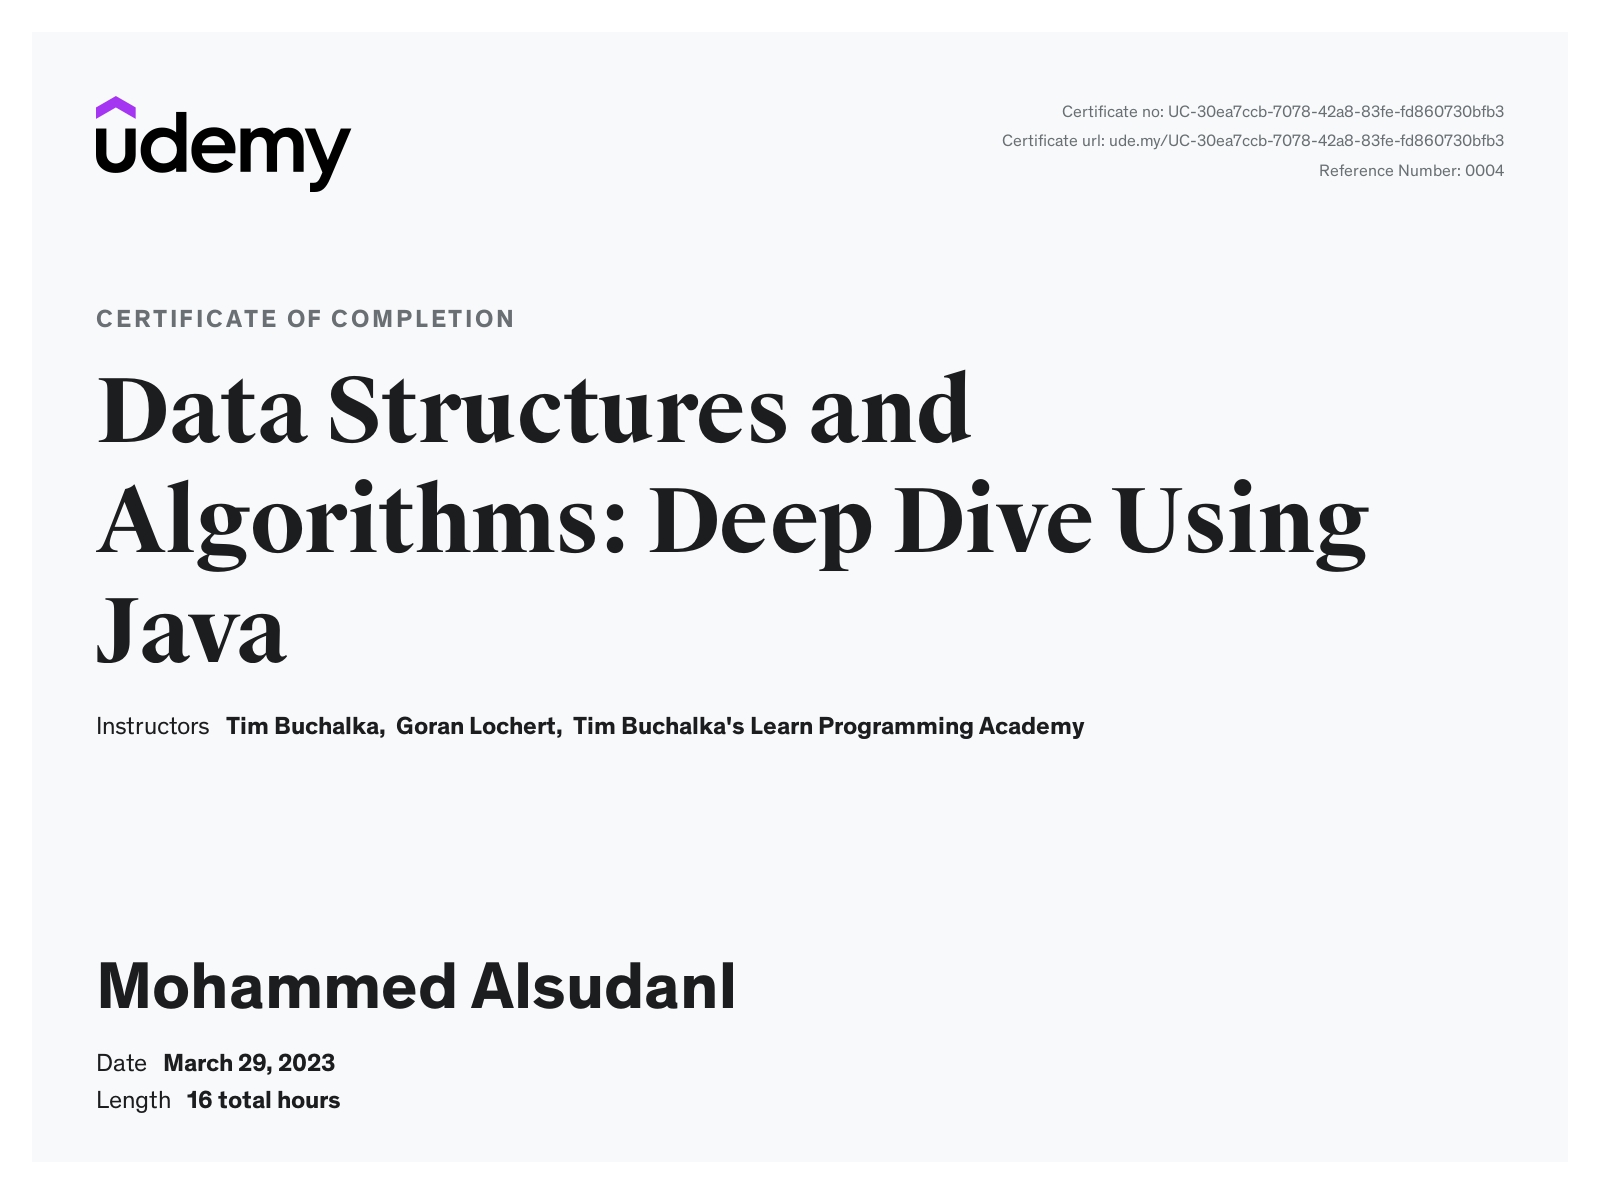 udemy
Certificate no: UC-30ea7ccb-7078-42a8-83fe-fd860730bfb3
Certificate url: ude.my/UC-30ea7ccb-7078-42a8-83fe-fd860730bfb3
Reference Number: 0004
CERTIFICATE OF COMPLETION
Data Structures and
Algorithms: Deep Dive Using
Java
Instructors Tim Buchalka, Goran Lochert, Tim Buchalka's Learn Programming Academy
Mohammed Alsudanl
Date March 29, 2023
Length 16 total hours